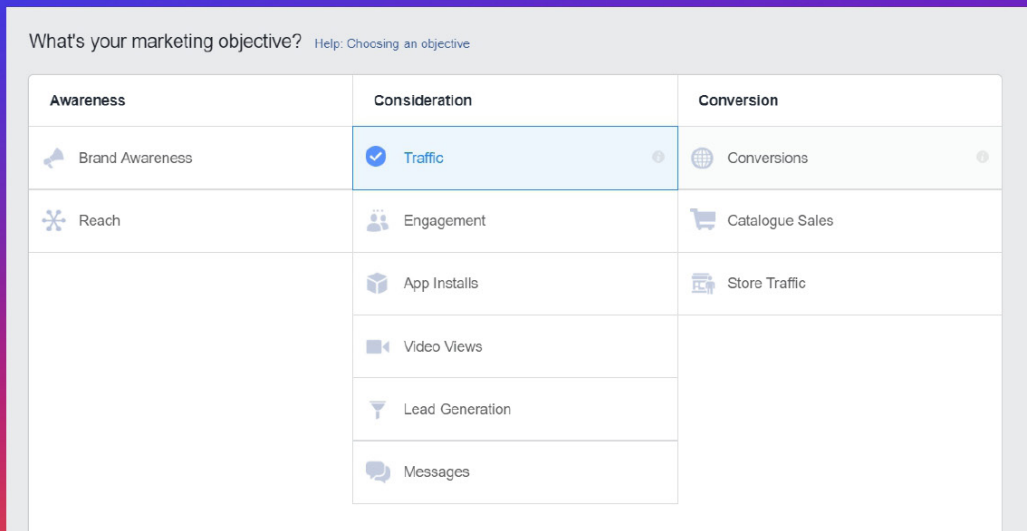 What's your marketing objective? Help: Choosing an objective
Awareness Consideration Conversion
Brand Awareness Traffic Conversions
Reach Engagement Catalogue Sales
App Installs Store Traffic
Video Views
Lead Generation
Messages